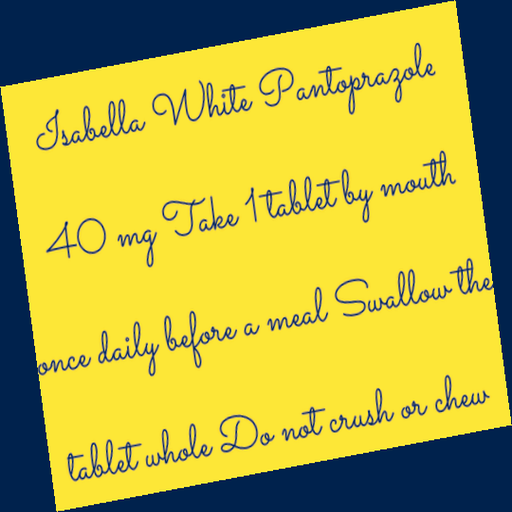 Isabella White Pantoprazole
40 mg Take 1 tablet by mouth
once daily before a meal Swallow the
tablet whole Do not crush or chew